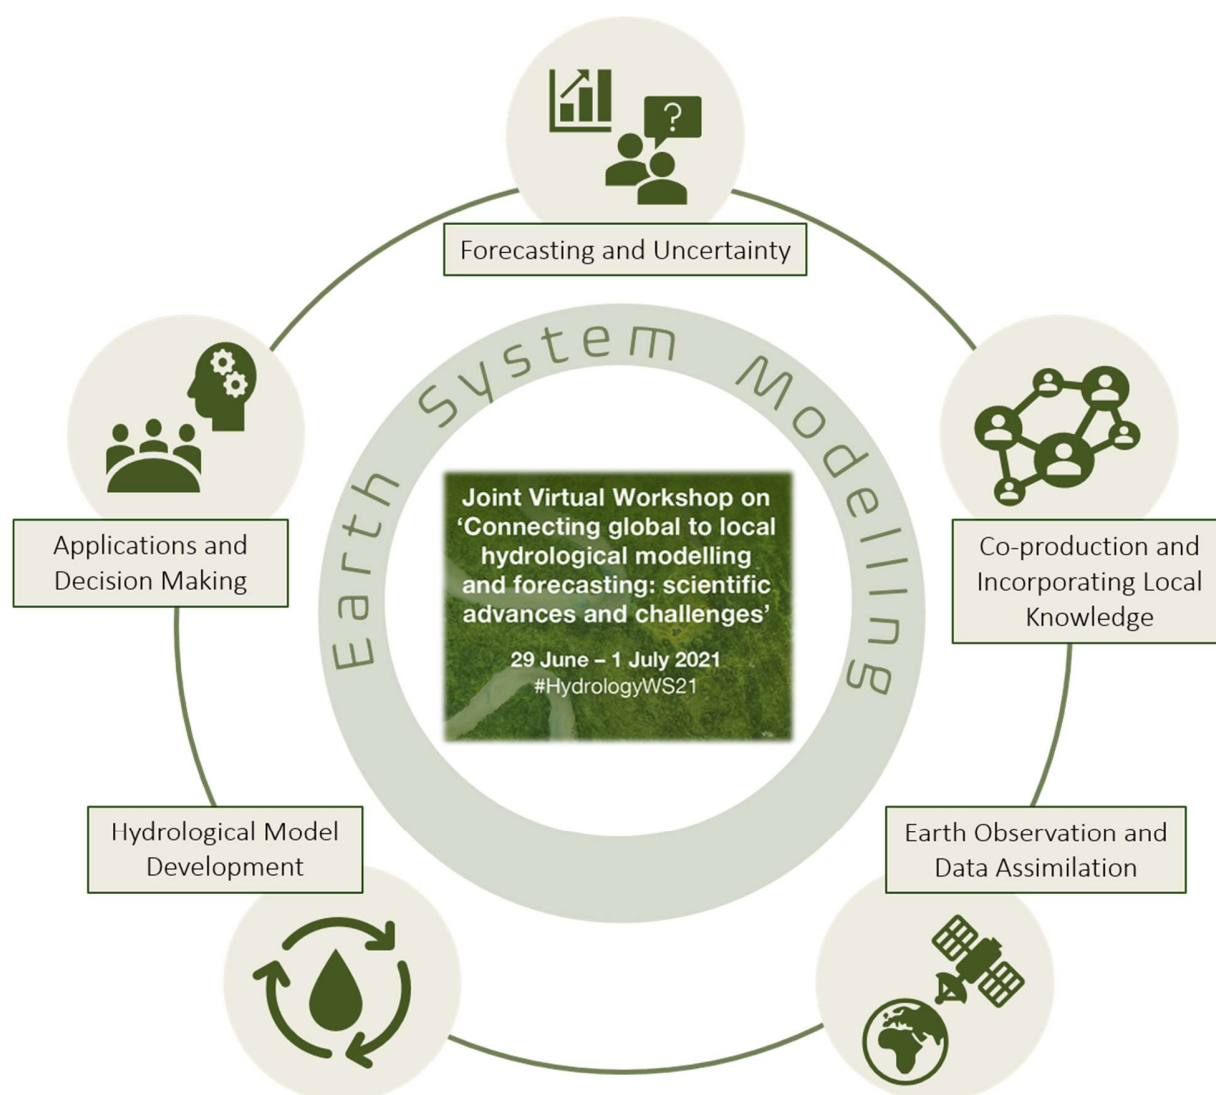 ?
Forecasting and Uncertainty
Earth System Modelling
Applications and
Decision Making
Co-production and
Incorporating Local
Knowledge
Joint Virtual Workshop on
‘Connecting global to local
hydrological modelling
and forecasting: scientific
advances and challenges’
29 June – 1 July 2021
#HydrologyWS21
Hydrological Model
Development
Earth Observation and
Data Assimilation